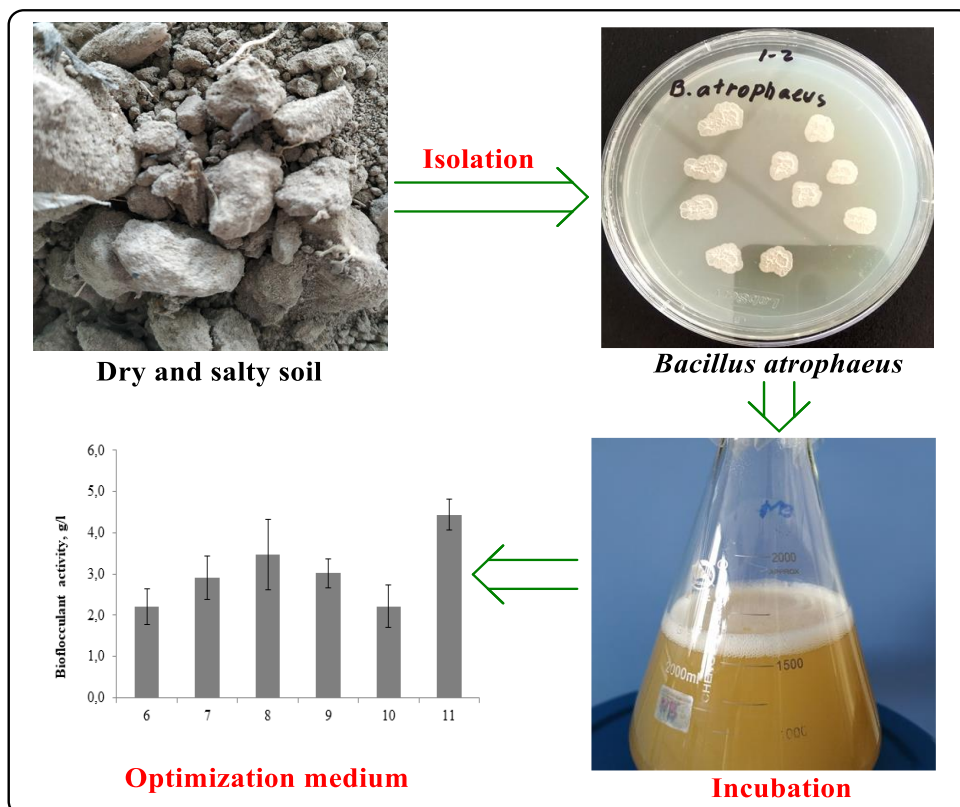 Isolation
1-2
B. atrophaeus
Dry and salty soil
Bacillus atrophaeus
6,0
5,0
4,0
3,0
2,0
1,0
0,0
Bioflocculant activity, g/l
6 7 8 9 10 11
Optimization medium
2000
1500
2000ml
1000
Incubation